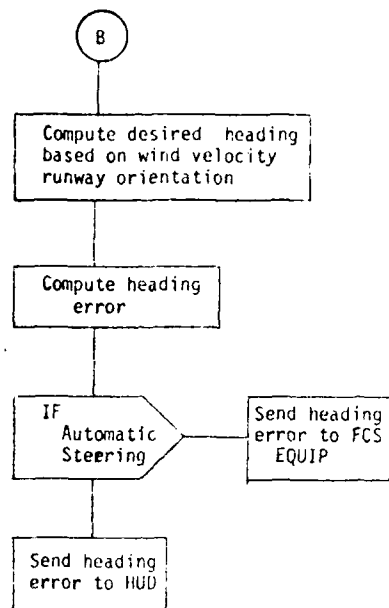 B
Compute desired heading
based on wind velocity
runway orientation
Compute heading
error
IF
Automatic
Steering
Send heading
error to FCS
EQUIP
Send heading
error to HUD